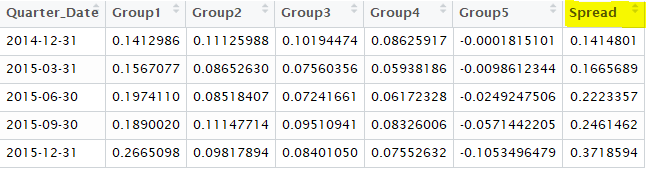 Quarter_Date Group1 Group2 Group3 Group4 Group5 Spread
2014-12-31 0.1412986 0.11125988 0.10194474 0.08625917 -0.0001815101 0.1414801
2015-03-31 0.1567077 0.08652630 0.07560356 0.05938186 -0.0098612344 0.1665689
2015-06-30 0.1974110 0.08518407 0.07241661 0.06172328 -0.0249247506 0.2223357
2015-09-30 0.1890020 0.11147714 0.09510941 0.08326006 -0.0571442205 0.2461462
2015-12-31 0.2665098 0.09817894 0.08401050 0.07552632 -0.1053496479 0.3718594